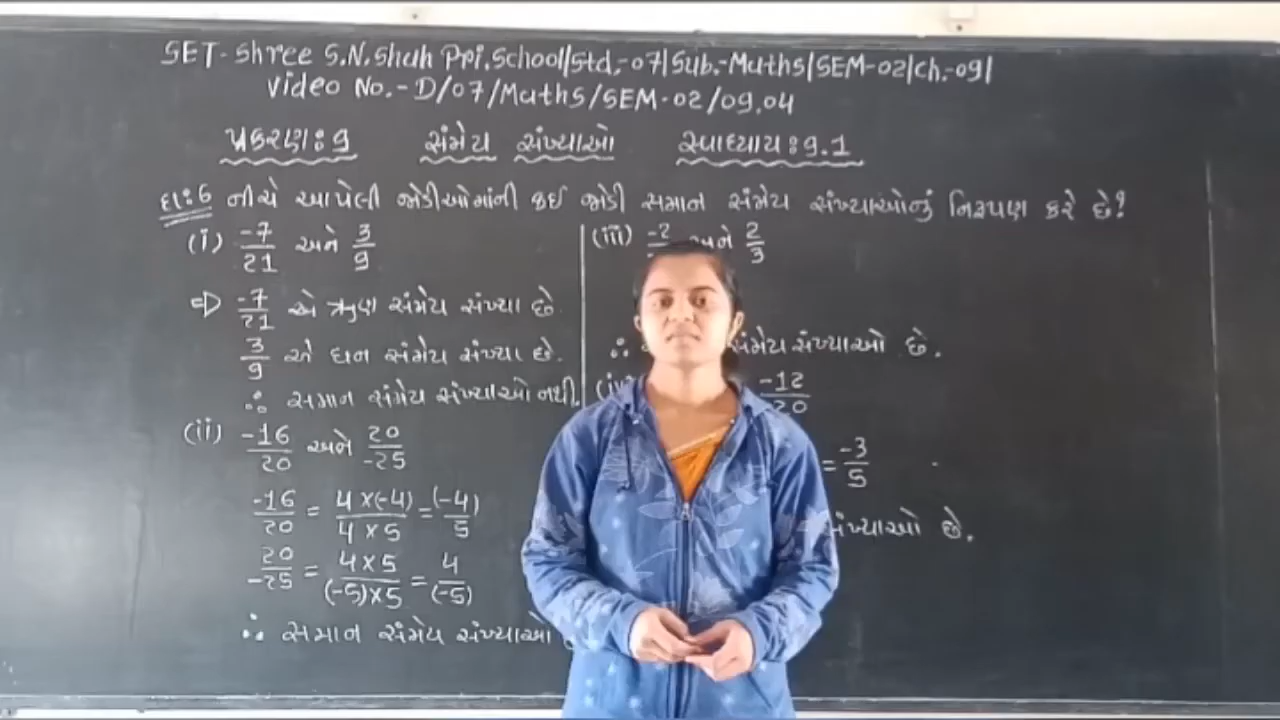 SET-Shree S.N.Shah Pri.School/Std.-07/Sub.-Maths/SEM-02/Ch.-09/
Video No.-D/07/Maths/SEM-02/09.04
પ્રકરણ:9 સંમેય સંખ્યાઓ સ્વાધ્યાય:9.1
દા:6 નીચે આપેલી જોડીઓમાંની કઈ જોડી સમાન સંમેય સંખ્યાઓનું નિરૂપણ કરે છે?
(i) -7/21 અને 3/9
⇨ -7/21 એ ઋણ સંમેય સંખ્યા છે.
3/9 એ ધન સંમેય સંખ્યા છે.
∴ સમાન સંમેય સંખ્યાઓ નથી.
(ii) -16/20 અને 20/-25
-16/20 = 4×(-4)/4×5 = (-4)/5
20/-25 = 4×5/(-5)×5 = 4/(-5)
∴ સમાન સંમેય સંખ્યાઓ
(iii) -2 અને 2/3
∴ સંમેય સંખ્યાઓ છે.
-12/20
= -3/5
સંખ્યાઓ છે.